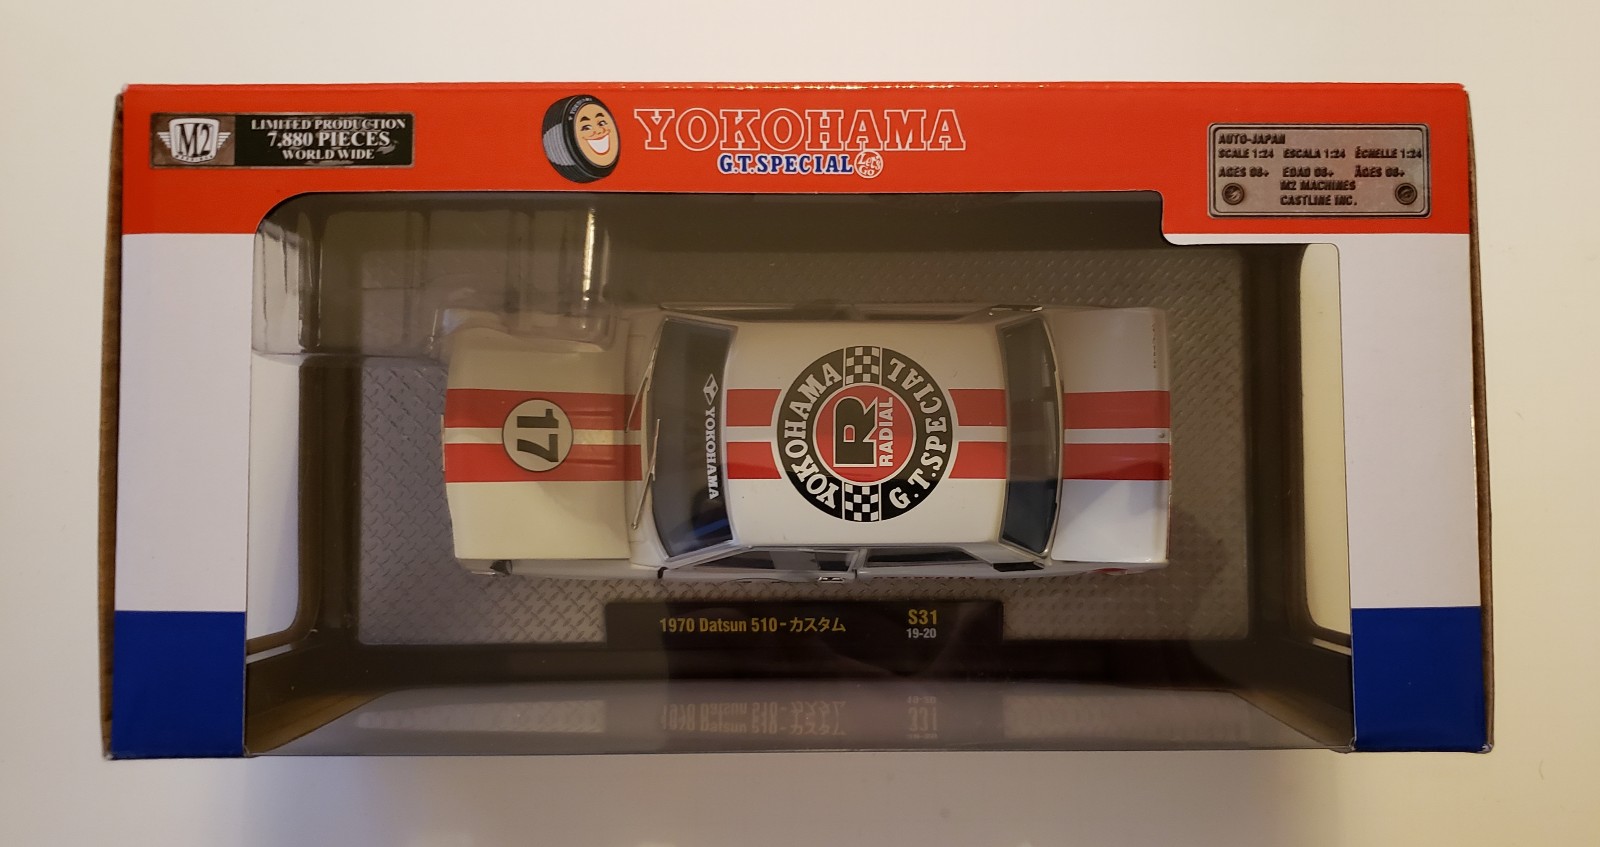 M2
LIMITED PRODUCTION
7,880 PIECES
WORLD WIDE
YOKOHAMA
G.T.SPECIAL Let's Go
AUTO-JAPAN
SCALE 1:24 ESCALA 1:24 ÉCHELLE 1:24
AGES 08+ EDAD 08+ ÂGES 08+
M2 MACHINES
CASTLINE INC.
17
YOKOHAMA
YOKOHAMA G.T.SPECIAL
R
RADIAL
1970 Datsun 510-カスタム S31
19-20